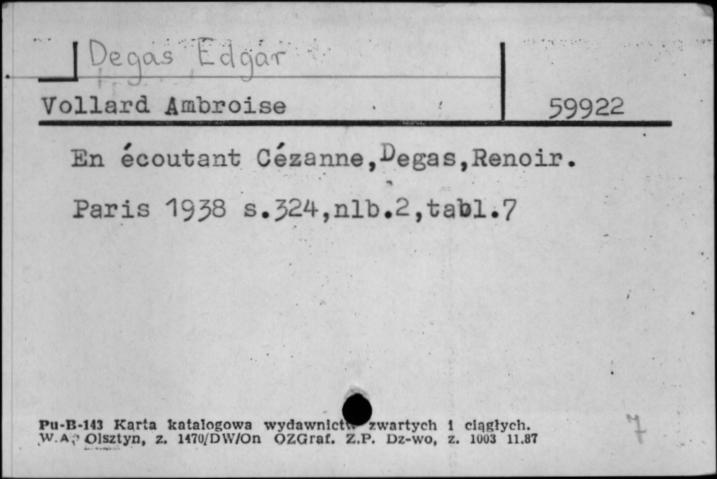 Degas Edgar
Vollard Ambroise 59922
En écoutant Cézanne,Degas,Renoir.
Paris 1938 s.324,nlb.2,tabl.7
Pu-B-143 Karta katalogowa wydawnictw zwartych i ciągłych.
W.A. Olsztyn, z. 1470/DW/On OZGraf. Z.P. Dz-wo, z. 1003 11.87
7